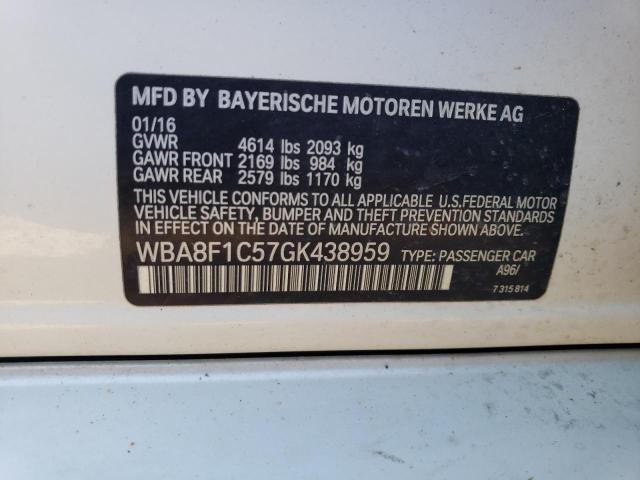 MFD BY BAYERISCHE MOTOREN WERKE AG
01/16
GVWR 4614 lbs 2093 kg
GAWR FRONT 2169 lbs 984 kg
GAWR REAR 2579 lbs 1170 kg
THIS VEHICLE CONFORMS TO ALL APPLICABLE U.S.FEDERAL MOTOR
VEHICLE SAFETY, BUMPER AND THEFT PREVENTION STANDARDS
IN EFFECT ON THE DATE OF MANUFACTURE SHOWN ABOVE.
WBA8F1C57GK438959 TYPE: PASSENGER CAR
A96/
7 315 814